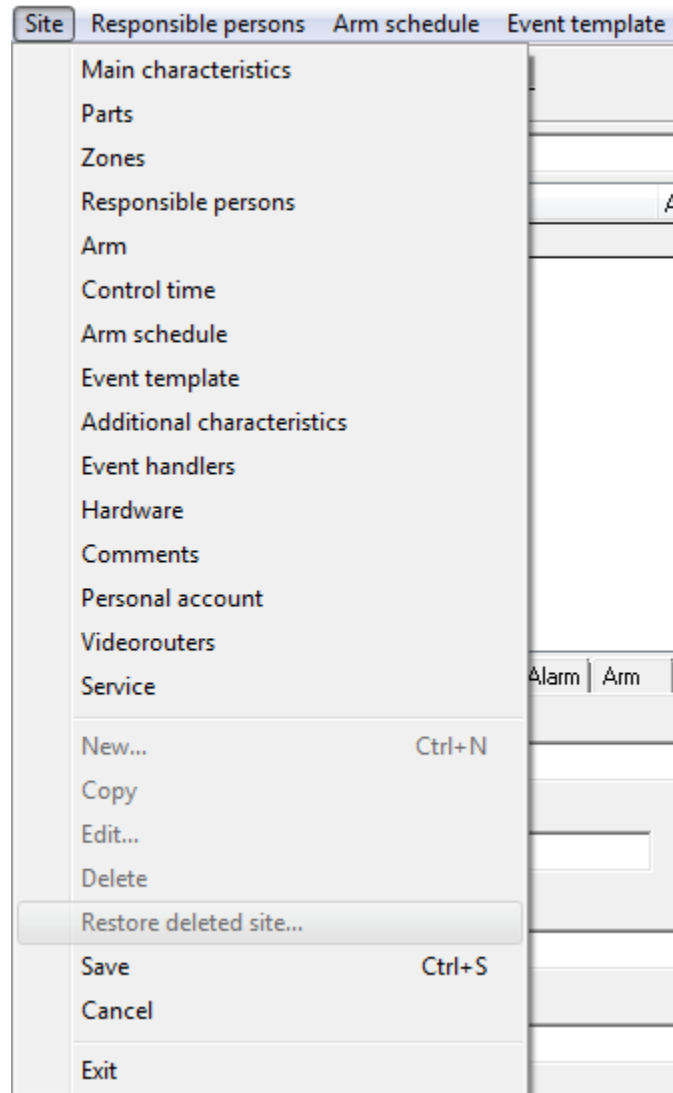 Site Responsible persons Arm schedule Event template
Main characteristics
Parts
Zones
Responsible persons
Arm
Control time
Arm schedule
Event template
Additional characteristics
Event handlers
Hardware
Comments
Personal account
Videorouters
Service
Alarm Arm
New... Ctrl+N
Copy
Edit...
Delete
Restore deleted site...
Save Ctrl+S
Cancel
Exit